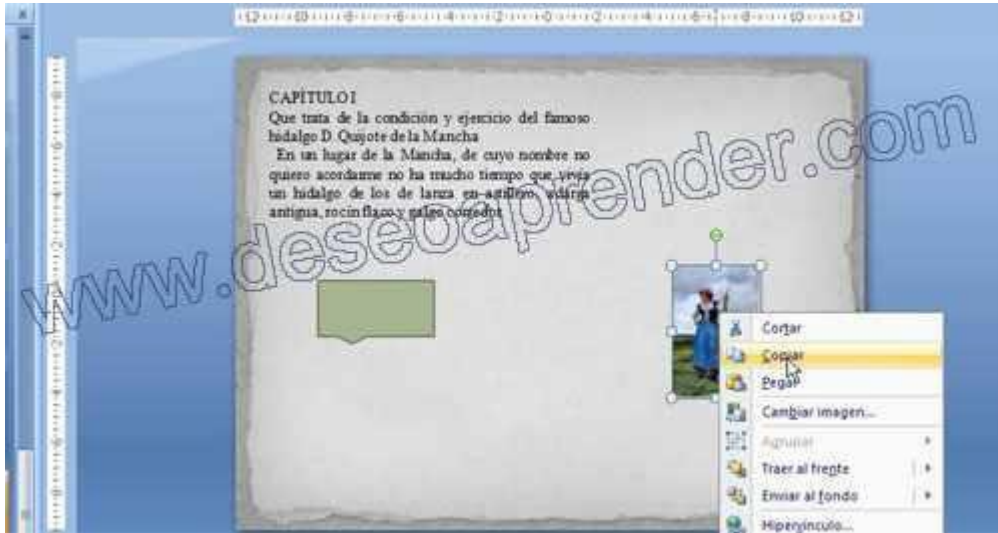 CAPÍTULO I
Que trata de la condición y ejercicio del famoso
hidalgo D. Quijote de la Mancha
En un lugar de la Mancha, de cuyo nombre no
quiero acordarme no ha mucho tiempo que vivía
un hidalgo de los de lanza en astillero, adarga
antigua, rocín flaco y galgo corredor
www.deseoaprender.com
Cortar
Copiar
Pegar
Cambiar imagen...
Agrupar
Traer al frente
Enviar al fondo
Hipervínculo...